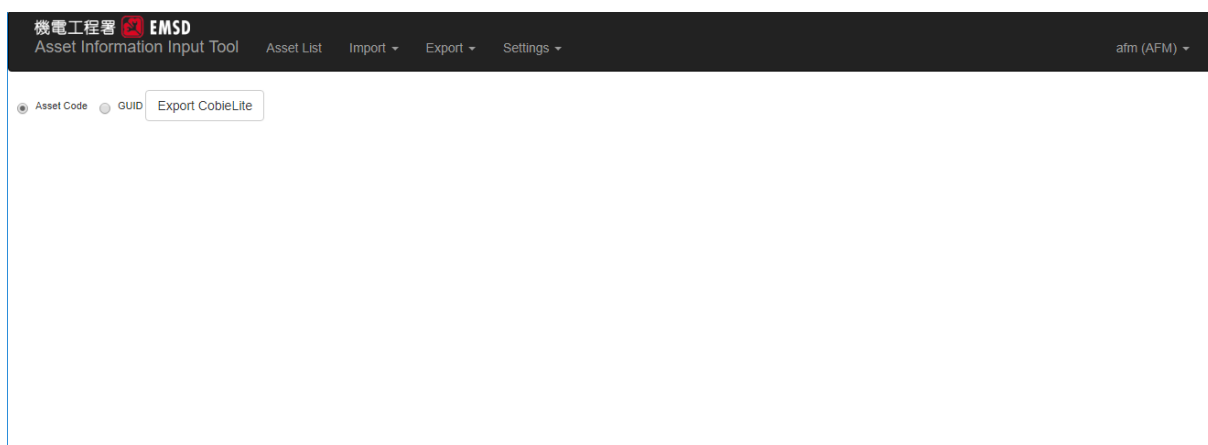 機電工程署 EMSD
Asset Information Input Tool Asset List Import Export Settings afm (AFM)
Asset Code GUID Export CobieLite